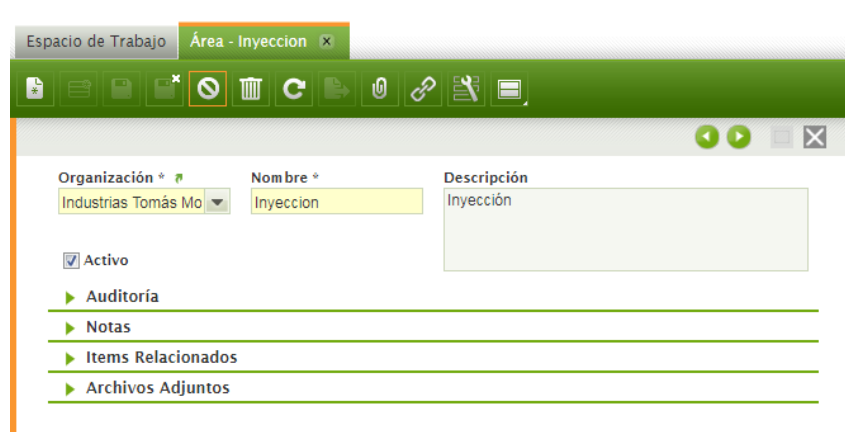 Espacio de Trabajo Área - Inyeccion
Organización * Nombre * Descripción
Industrias Tomás Mo Inyeccion Inyección
Activo
Auditoría
Notas
Items Relacionados
Archivos Adjuntos